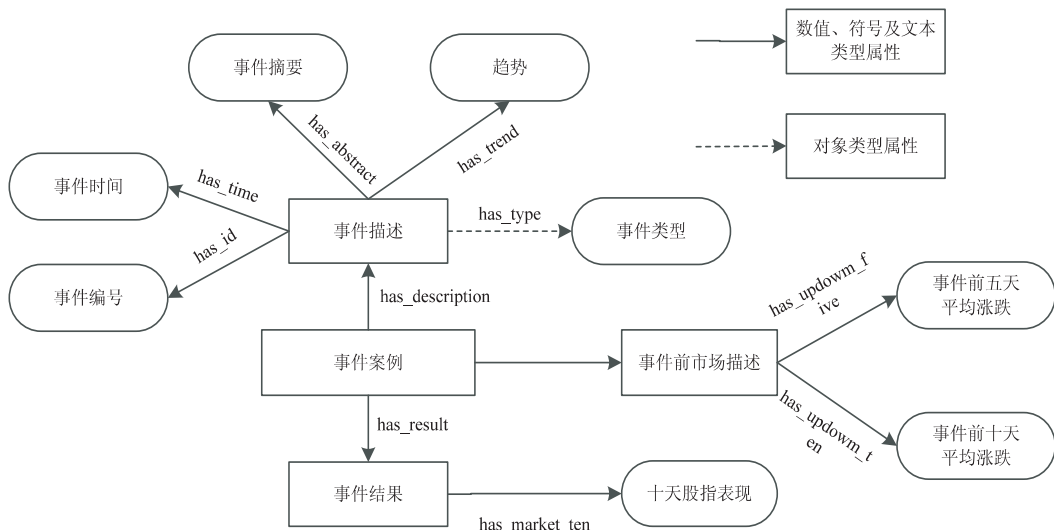 数值、符号及文本
类型属性
事件摘要
趋势
has_abstract
has_trend
对象类型属性
事件时间
has_time
has_type
事件描述
事件类型
has_id
事件编号
has_description
has_updowm_f
ive
事件前五天
平均涨跌
事件案例
事件前市场描述
has_result
has_updowm_t
en
事件前十天
平均涨跌
事件结果
十天股指表现
has_market_ten